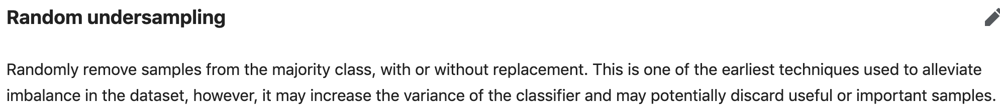 Random undersampling
Randomly remove samples from the majority class, with or without replacement. This is one of the earliest techniques used to alleviate
imbalance in the dataset, however, it may increase the variance of the classifier and may potentially discard useful or important samples.